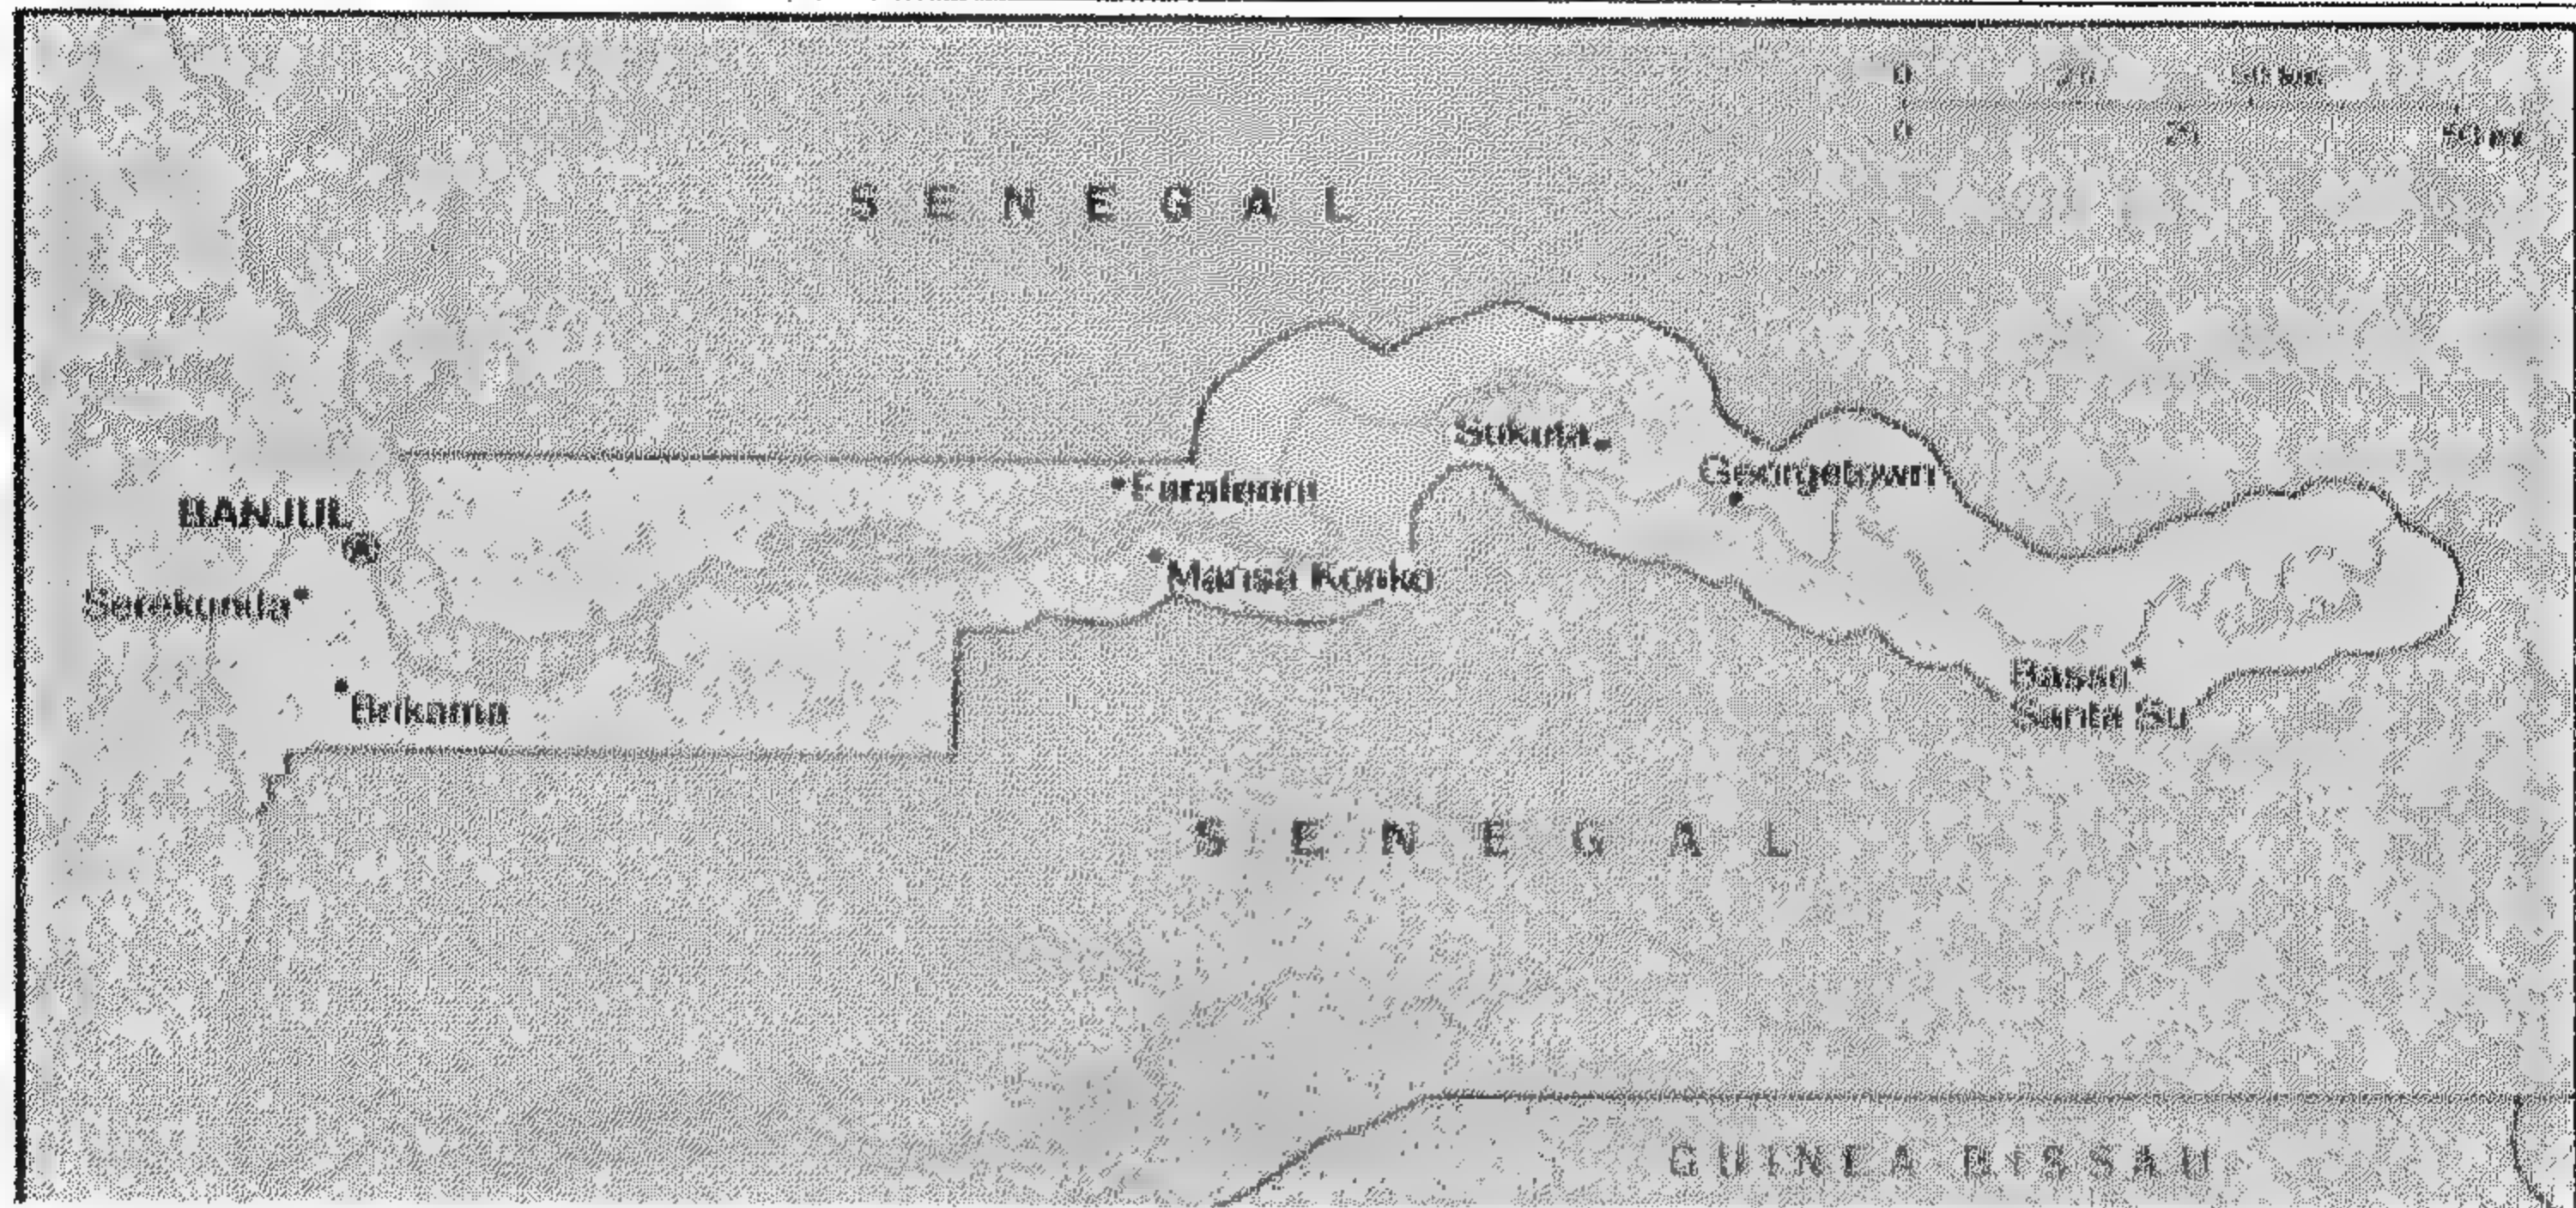 0 25 50 km
0 25 50 mi
SENEGAL
Sukuta
Georgetown
Farafenni
BANJUL
Mansa Konko
Serekunda
Basse
Santa Su
Brikama
SENEGAL
GUINEA BISSAU